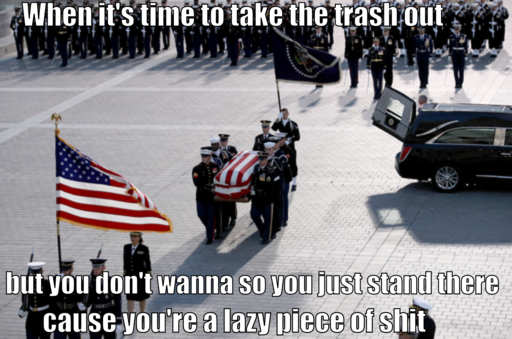 When it's time to take the trash out
but you don't wanna so you just stand there
cause you're a lazy piece of shit